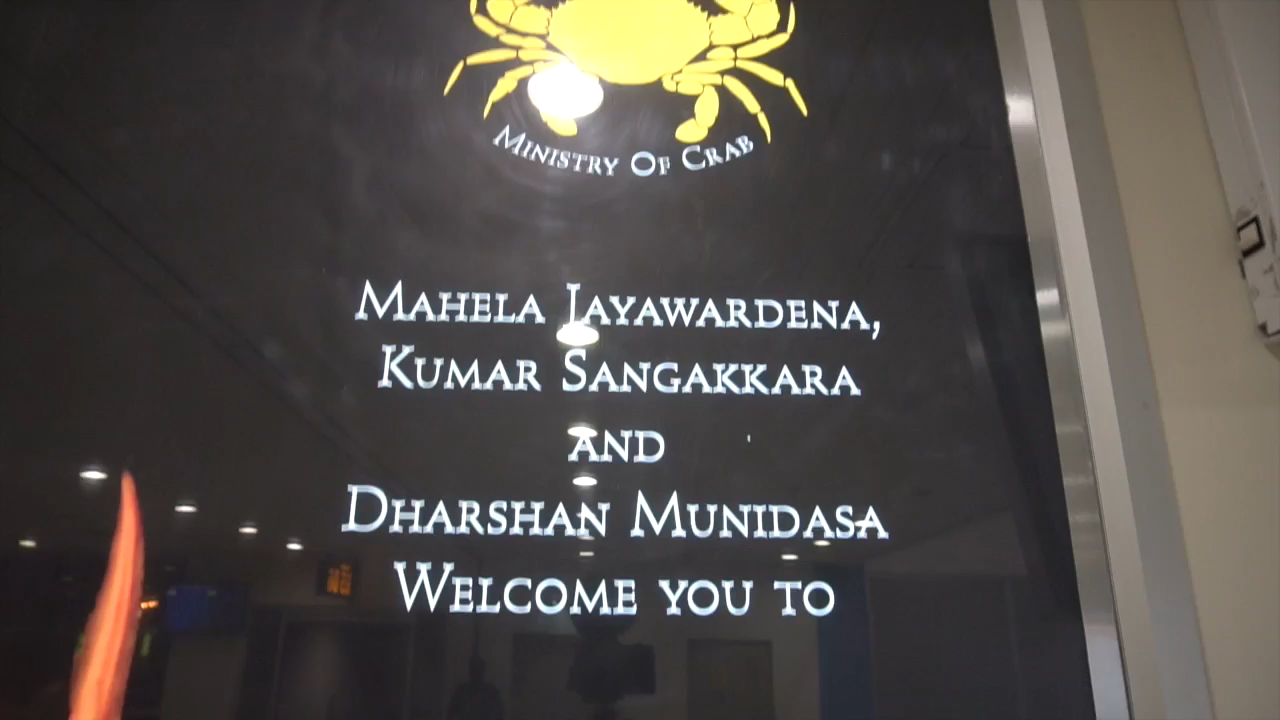 Ministry Of Crab
Mahela Jayawardena,
Kumar Sangakkara
and
Dharshan Munidasa
Welcome you to